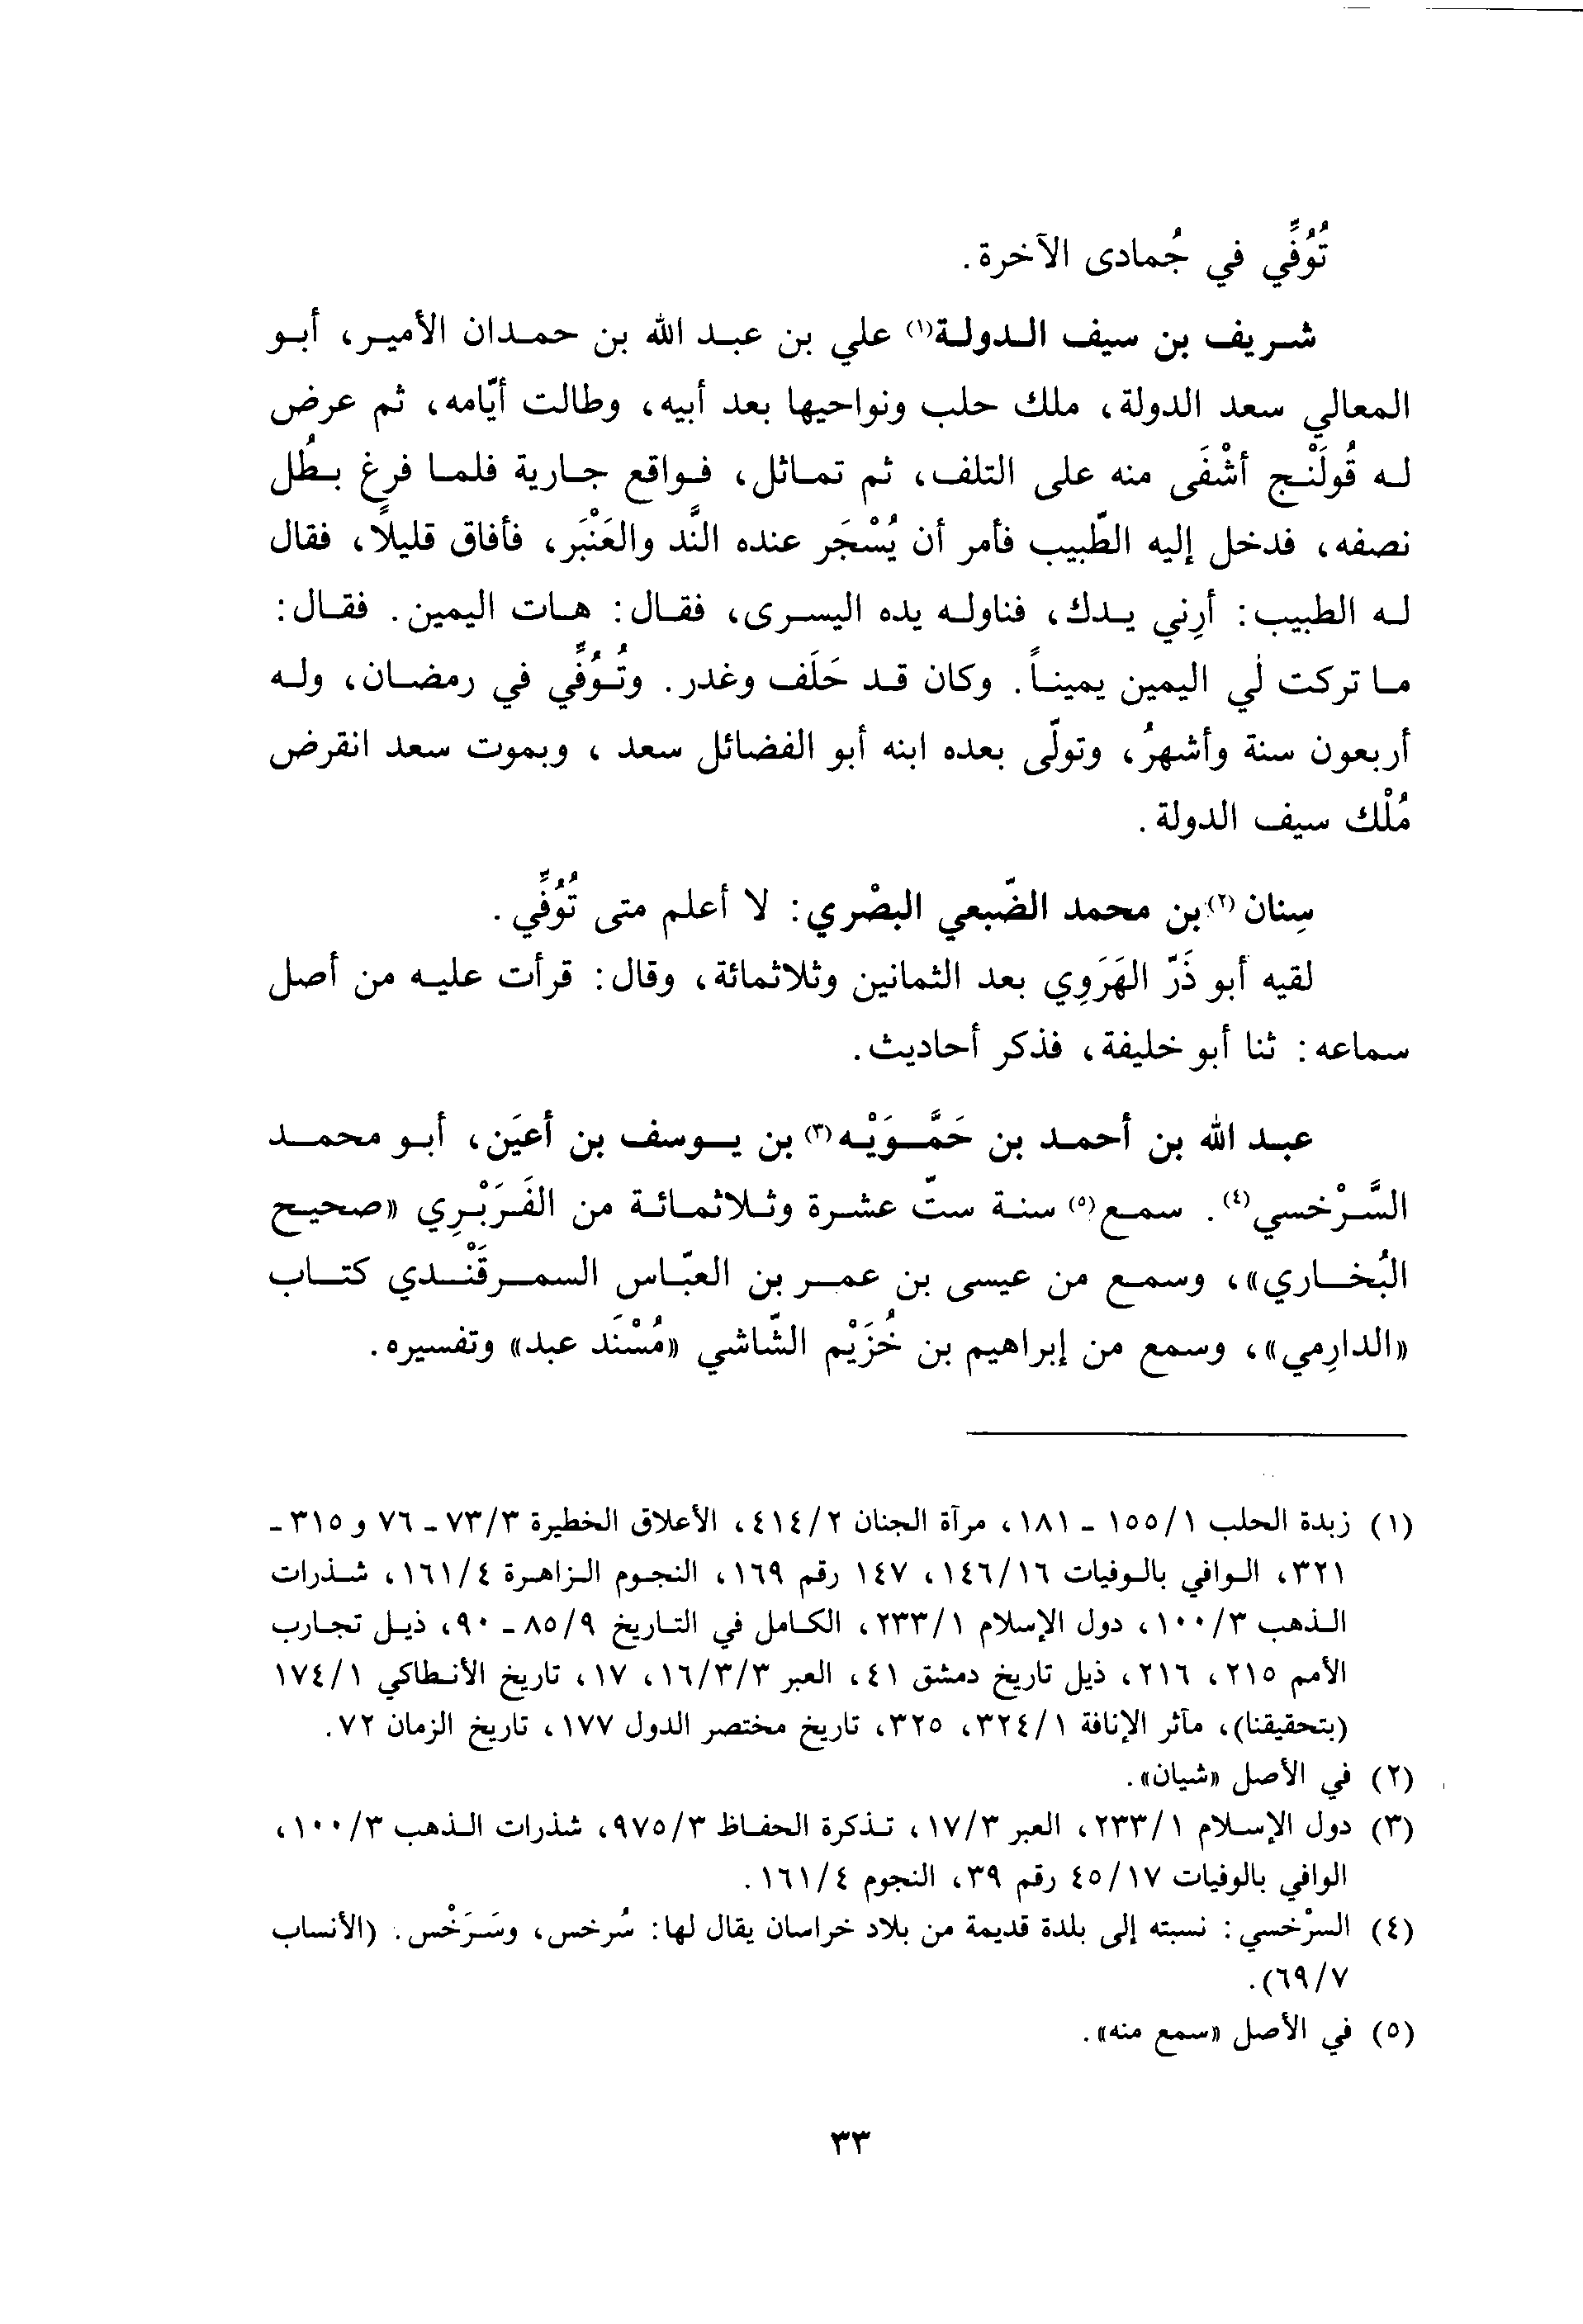 تُوُفِّي في جُمادى الآخرة.
شريف بن سيف الدولة(١) علي بن عبد الله بن حمدان الأمير، أبو
المعالي سعد الدولة، ملك حلب ونواحيها بعد أبيه، وطالت أيّامه، ثم عرض
له قُولَنْج أشْفَى منه على التلف، ثم تماثل، فواقع جارية فلما فرغ بطُل
نصفه، فدخل إليه الطّبيب فأمر أن يُسْجَر عنده النَّد والعَنْبَر، فأفاق قليلاً، فقال
له الطبيب: أرِني يدك، فناوله يده اليسرى، فقال: هات اليمين. فقال:
ما تركت لي اليمين يميناً. وكان قد حَلَف وغدر. وتُوُفِّي في رمضان، وله
أربعون سنة وأشهرُ، وتولّى بعده ابنه أبو الفضائل سعد ، وبموت سعد انقرض
مُلْك سيف الدولة.
سِنان(٢) بن محمد الضّبعي البصْري: لا أعلم متى تُوُفِّي.
لقيه أبو ذَرّ الهَرَوِي بعد الثمانين وثلاثمائة، وقال: قرأت عليه من أصل
سماعه: ثنا أبو خليفة، فذكر أحاديث.
عبد الله بن أحمد بن حَمَّوَيْه(٣) بن يوسف بن أعيَن، أبو محمد
السَّرْخسي(٤). سمع(٥) سنة ستّ عشرة وثلاثمائة من الفَرَبْرِي «صحيح
البُخاري»، وسمع من عيسى بن عمر بن العبّاس السمرقَنْدي كتاب
«الدارِمي»، وسمع من إبراهيم بن خُزَيْم الشّاشي «مُسْنَد عبد» وتفسيره.
(١) زبدة الحلب ١/ ١٥٥ - ١٨١، مرآة الجنان ٢/ ٤١٤، الأعلاق الخطيرة ٣/ ٧٣ - ٧٦ و ٣١٥ -
٣٢١، الوافي بالوفيات ١٦/ ١٤٦، ١٤٧ رقم ١٦٩، النجوم الزاهرة ٤/ ١٦١، شذرات
الذهب ٣/ ١٠٠، دول الإسلام ١/ ٢٣٣، الكامل في التاريخ ٩/ ٨٥ - ٩٠، ذيل تجارب
الأمم ٢١٥، ٢١٦، ذيل تاريخ دمشق ٤١، العبر ٣/٣/ ١٦، ١٧، تاريخ الأنطاكي ١/ ١٧٤
(بتحقيقنا)، مآثر الإنافة ١/ ٣٢٤، ٣٢٥، تاريخ مختصر الدول ١٧٧، تاريخ الزمان ٧٢.
(٢) في الأصل «شيان».
(٣) دول الإسلام ١/ ٢٣٣، العبر ٣/ ١٧، تذكرة الحفاظ ٣/ ٩٧٥، شذرات الذهب ٣/ ١٠٠،
الوافي بالوفيات ١٧/ ٤٥ رقم ٣٩، النجوم ٤/ ١٦١.
(٤) السرْخسي: نسبته إلى بلدة قديمة من بلاد خراسان يقال لها: سُرخس، وسَرَخْس. (الأنساب
٧/ ٦٩).
(٥) في الأصل «سمع منه».
٣٣